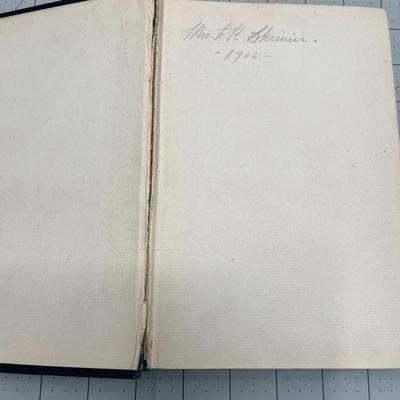 Mrs. F. R. Skinner.
- 1906 -